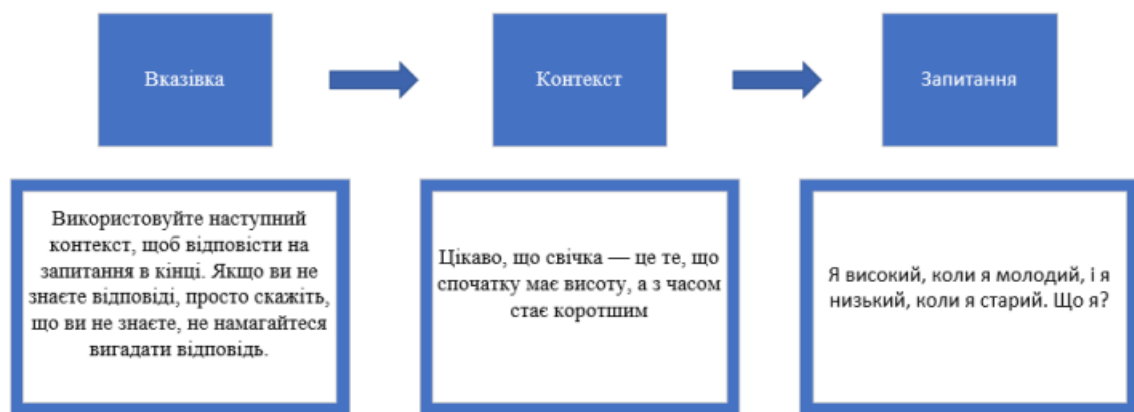 Вказівка
Контекст
Запитання
Використовуйте наступний
контекст, щоб відповісти на
запитання в кінці. Якщо ви не
знаєте відповіді, просто скажіть,
що ви не знаєте, не намагайтеся
вигадати відповідь.
Цікаво, що свічка — це те, що
спочатку має висоту, а з часом
стає коротшим
Я високий, коли я молодий, і я
низький, коли я старий. Що я?